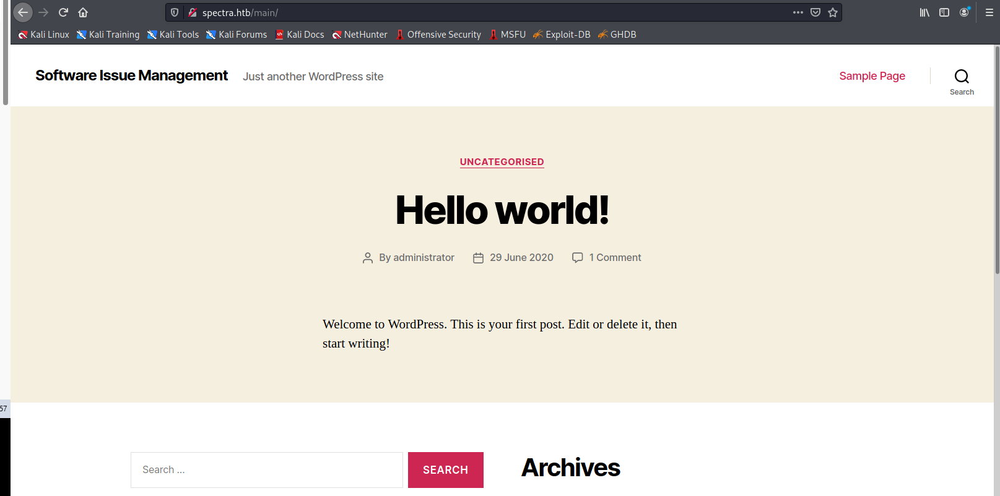 spectra.htb/main/
Kali Linux Kali Training Kali Tools Kali Forums Kali Docs NetHunter Offensive Security MSFU Exploit-DB GHDB
Software Issue Management Just another WordPress site Sample Page
Search
UNCATEGORISED
Hello world!
By administrator 29 June 2020 1 Comment
Welcome to WordPress. This is your first post. Edit or delete it, then
start writing!
57
Search … SEARCH Archives